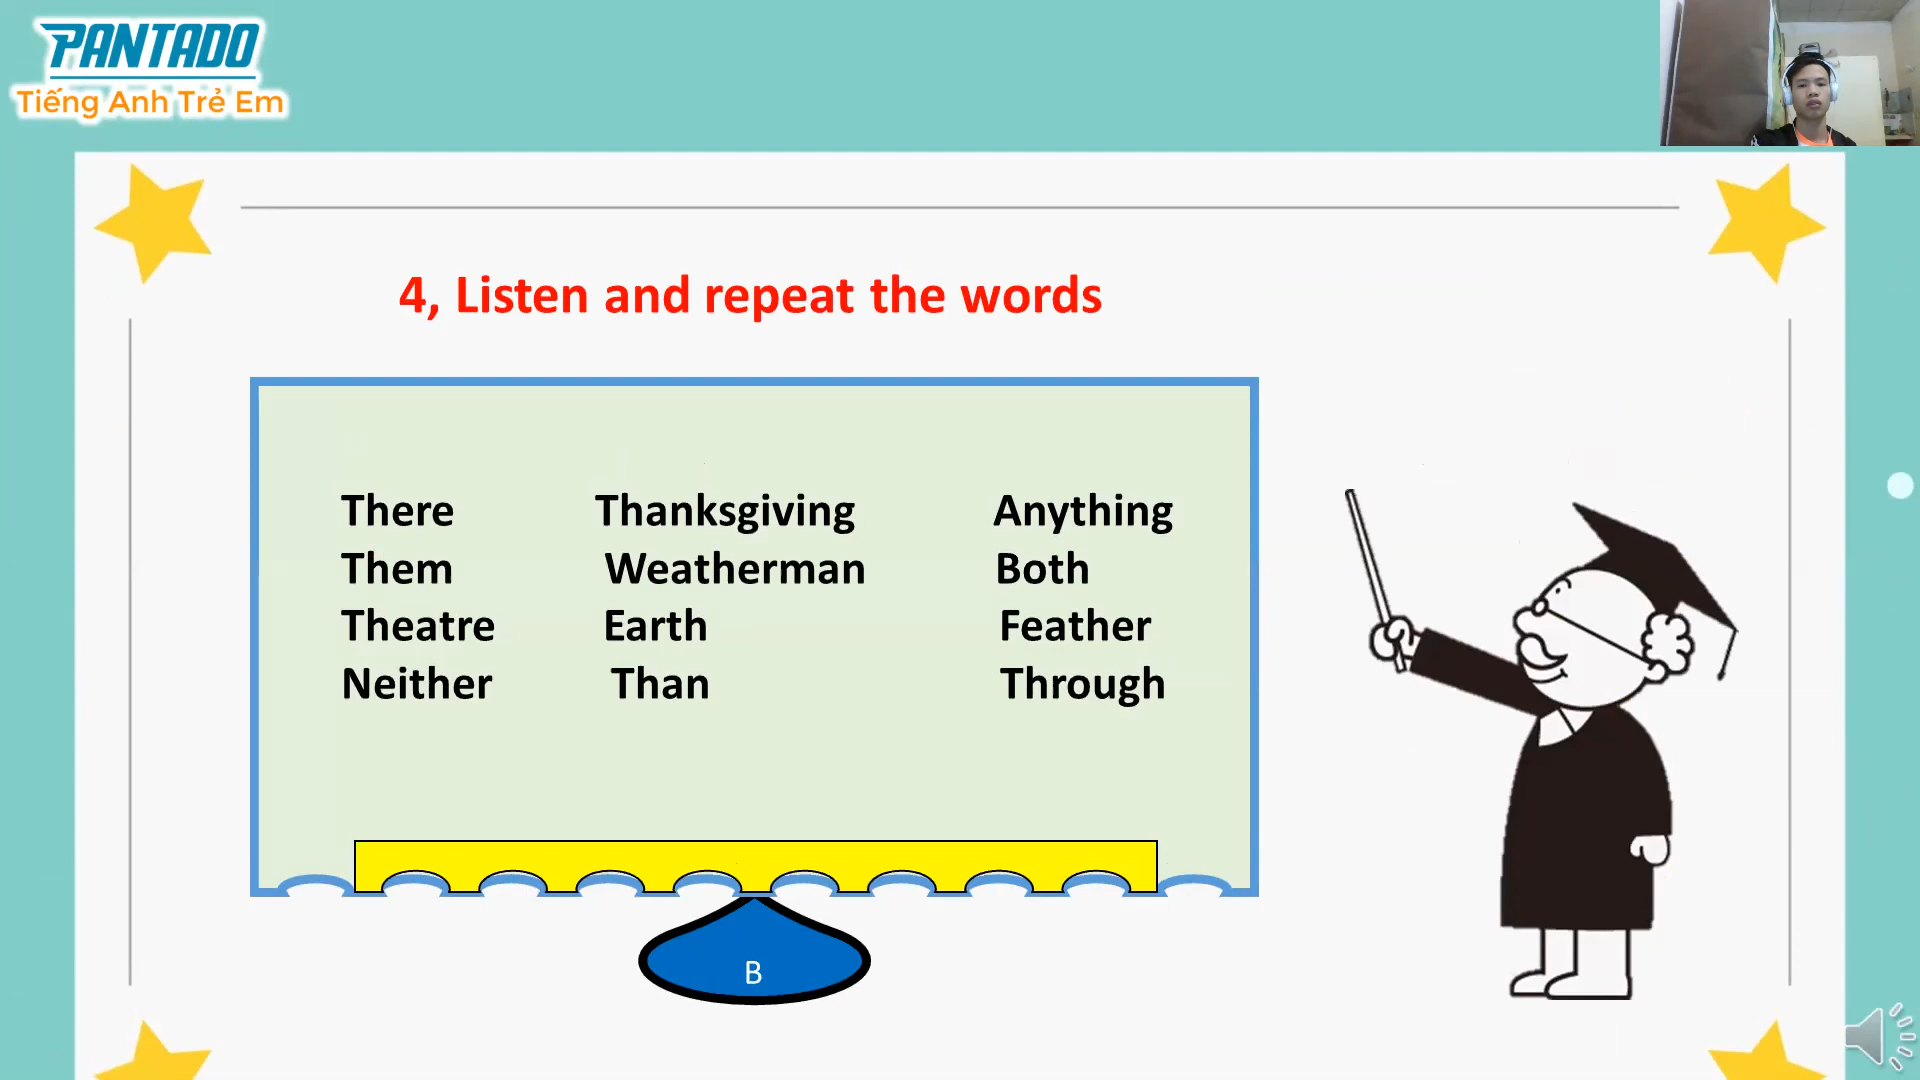 PANTADO
Tiếng Anh Trẻ Em
4, Listen and repeat the words
There Thanksgiving Anything
Them Weatherman Both
Theatre Earth Feather
Neither Than Through
B